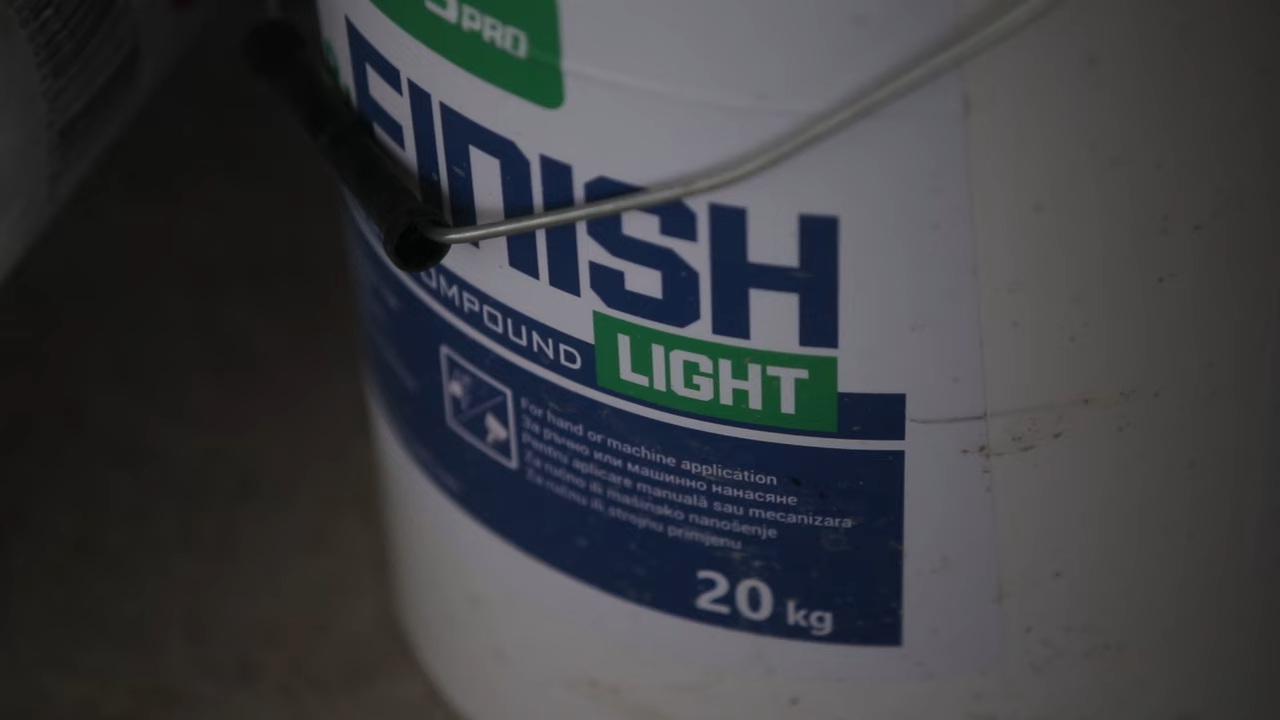 PRO
FINISH
COMPOUND
LIGHT
For hand or machine application
За ръчно или машинно нанасяне
Pentru aplicare manuală sau mecanizara
Za ručno ili mašinsko nanošenje
Za ručnu ili strojnu primjenu
20 kg